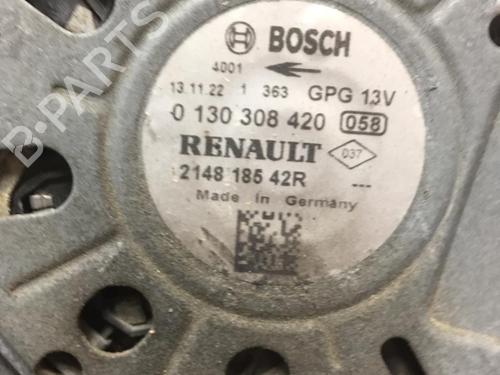 BOSCH
4001
13.11.22 1 363 GPG 13V
0 130 308 420 058
RENAULT 037
2148 185 42R ---
Made in Germany
B-PARTS